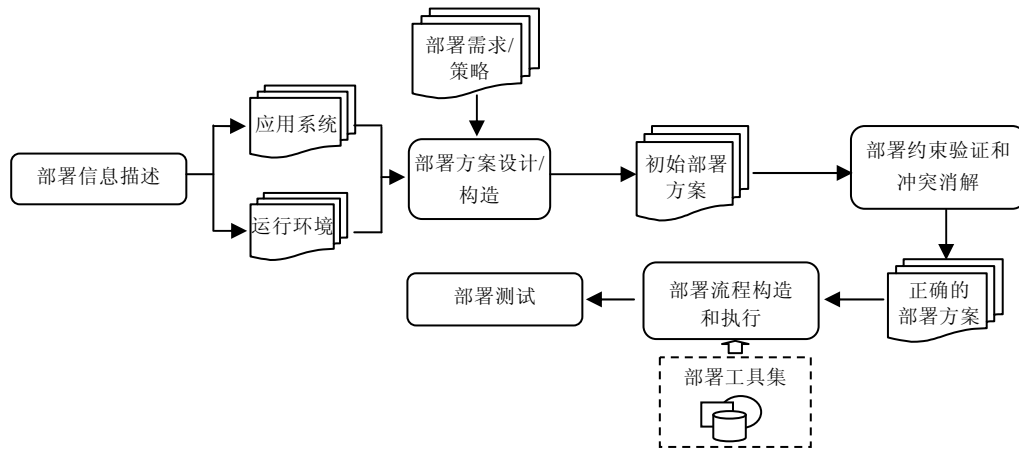 部署需求/
策略
应用系统
部署信息描述
运行环境
部署方案设计/
构造
初始部署
方案
部署约束验证和
冲突消解
部署测试
部署流程构造
和执行
正确的
部署方案
部署工具集